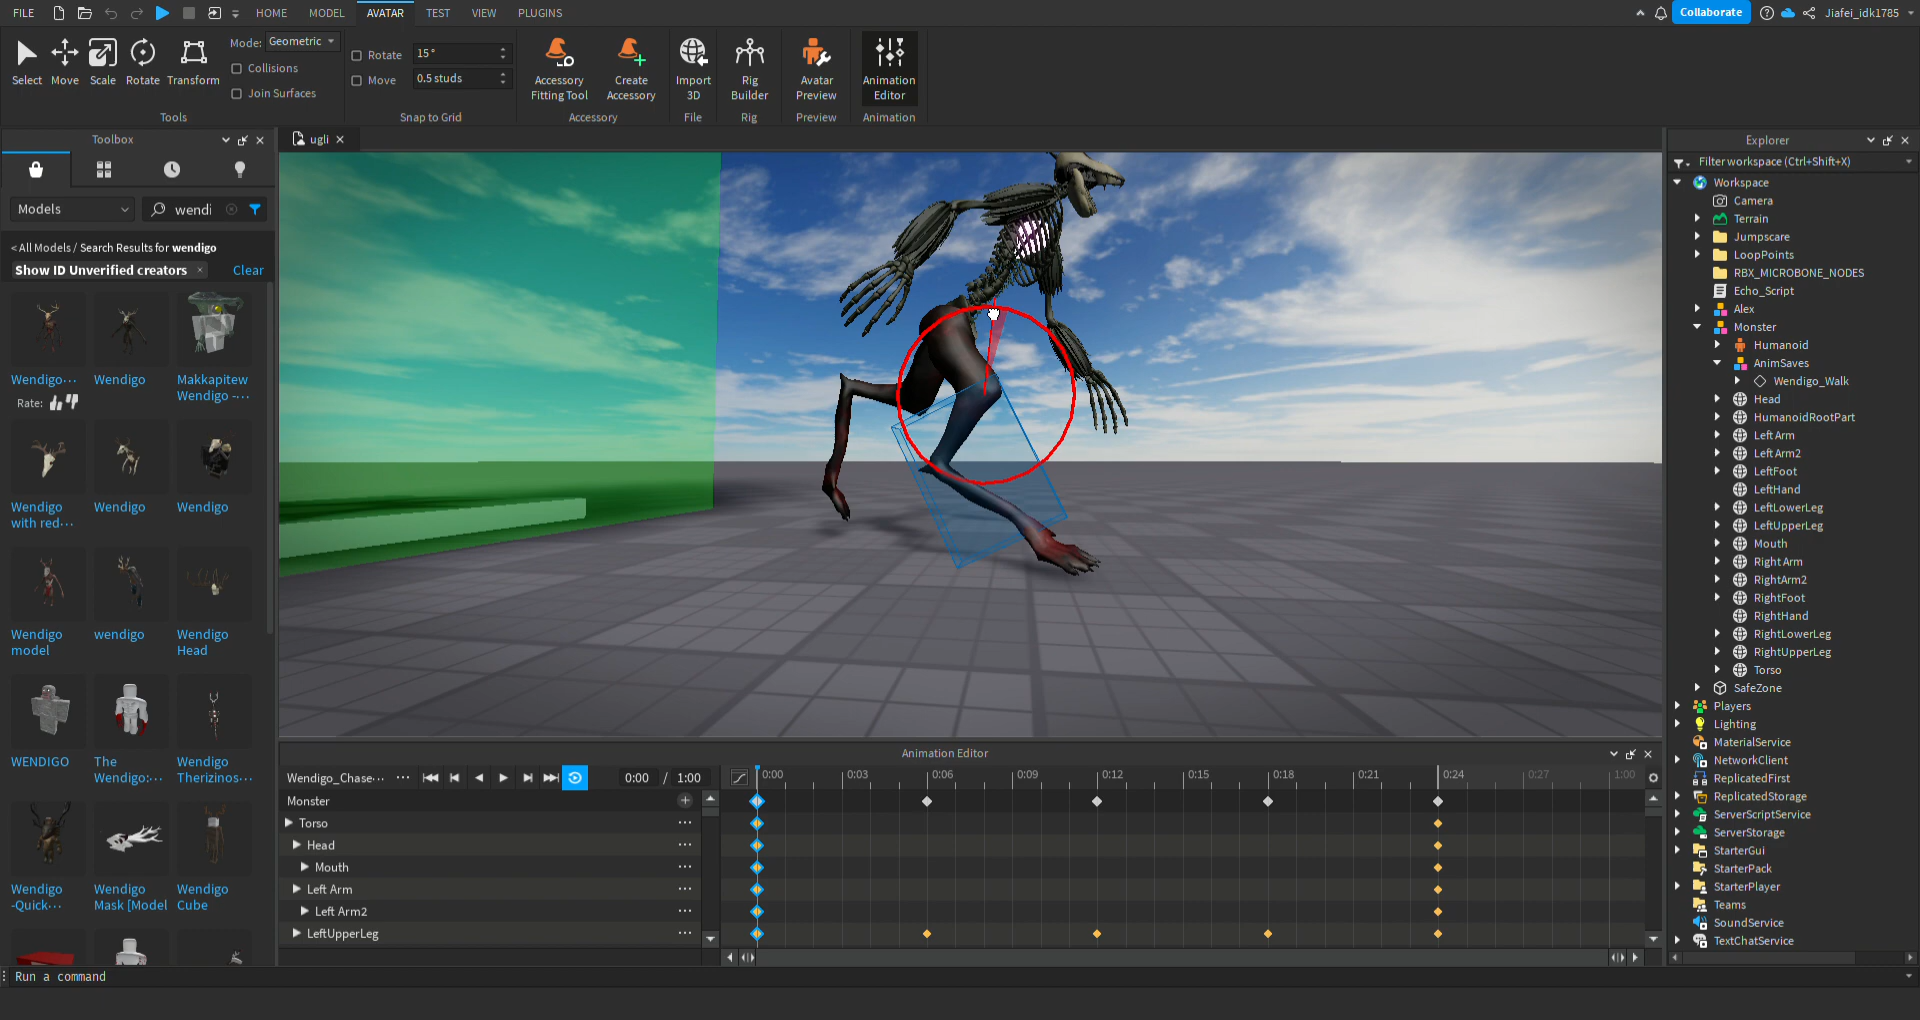 FILE HOME MODEL AVATAR TEST VIEW PLUGINS Collaborate Jiafei_idk1785
Select Move Scale Rotate Transform
Mode: Geometric
Collisions
Join Surfaces
Tools
Rotate 15°
Move 0.5 studs
Snap to Grid
Accessory Fitting Tool
Create Accessory
Accessory
Import 3D
File
Rig Builder
Rig
Avatar Preview
Preview
Animation Editor
Animation
Toolbox
Models wendi
< All Models / Search Results for wendigo
Show ID Unverified creators × Clear
Wendigo... Wendigo Makkapitew
Wendigo -...
Rate:
Wendigo Wendigo Wendigo
with red...
Wendigo wendigo Wendigo
model Head
WENDIGO The Wendigo
Wendigo:... Therizinos...
Wendigo Wendigo Wendigo
-Quick... Mask [Model Cube
ugli
Explorer
Filter workspace (Ctrl+Shift+X)
Workspace
Camera
Terrain
Jumpscare
LoopPoints
RBX_MICROBONE_NODES
Echo_Script
Alex
Monster
Humanoid
AnimSaves
Wendigo_Walk
Head
HumanoidRootPart
Left Arm
Left Arm2
LeftFoot
LeftHand
LeftLowerLeg
LeftUpperLeg
Mouth
Right Arm
RightArm2
RightFoot
RightHand
RightLowerLeg
RightUpperLeg
Torso
SafeZone
Players
Lighting
MaterialService
NetworkClient
ReplicatedFirst
ReplicatedStorage
ServerScriptService
ServerStorage
StarterGui
StarterPack
StarterPlayer
Teams
SoundService
TextChatService
Animation Editor
Wendigo_Chase... 0:00 / 1:00 0:00 0:03 0:06 0:09 0:12 0:15 0:18 0:21 0:24 0:27 1:00
Monster
Torso
Head
Mouth
Left Arm
Left Arm2
LeftUpperLeg
Run a command